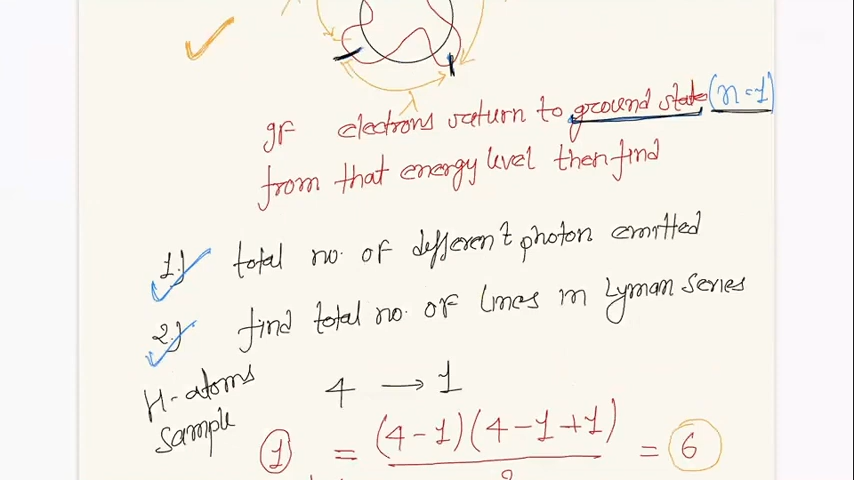 λ
If electrons return to ground state (n=1)
from that energy level then find
1.) total no. of different photon emitted
2.) find total no. of lines in Lyman series
H-atoms
sample
4 → 1
① = (4-1)(4-1+1) / 2 = 6